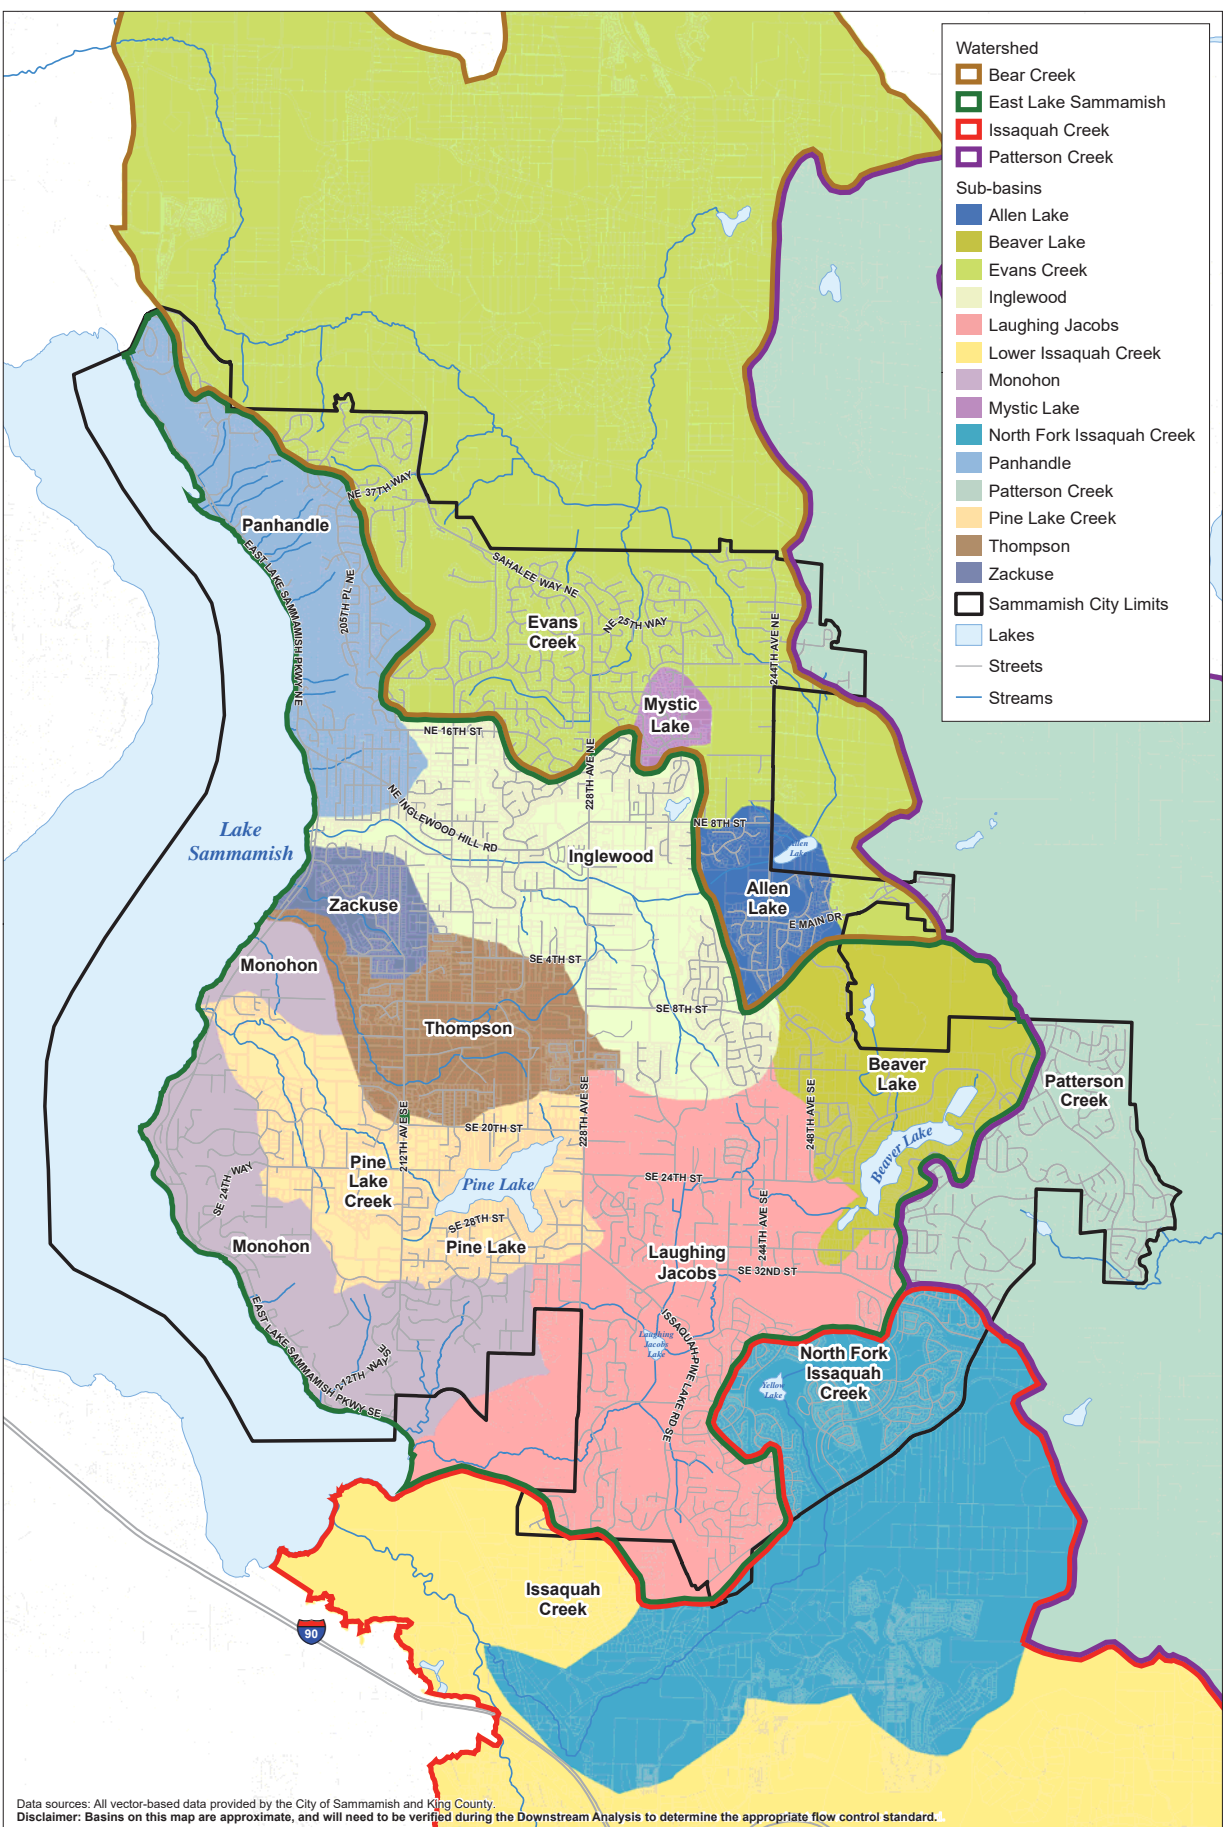 Watershed
Bear Creek
East Lake Sammamish
Issaquah Creek
Patterson Creek
Sub-basins
Allen Lake
Beaver Lake
Evans Creek
Inglewood
Laughing Jacobs
Lower Issaquah Creek
Monohon
Mystic Lake
North Fork Issaquah Creek
Panhandle
Patterson Creek
Pine Lake Creek
Thompson
Zackuse
Sammamish City Limits
Lakes
Streets
Streams
NE 37TH WAY
Panhandle
EAST LAKE SAMMAMISH PKWY NE
205TH PL NE
SAHALEE WAY NE
Evans
Creek
NE 25TH WAY
244TH AVE NE
Mystic
Lake
NE 16TH ST
228TH AVE NE
NE INGLEWOOD HILL RD
NE 8TH ST
Lake
Sammamish
Inglewood
Allen
Lake
Allen
Lake
Zackuse
E MAIN DR
Monohon
SE 4TH ST
SE 8TH ST
Thompson
Beaver
Lake
Patterson
Creek
228TH AVE SE
248TH AVE SE
212TH AVE SE
SE 20TH ST
Beaver Lake
Pine
Lake
Creek
Pine Lake
SE 24TH ST
SE 24TH WAY
244TH AVE SE
SE 28TH ST
Monohon
Pine Lake
Laughing
Jacobs
SE 32ND ST
EAST LAKE SAMMAMISH PKWY SE
212TH WAY SE
Laughing
Jacobs
Lake
ISSAQUAH-PINE LAKE RD SE
North Fork
Issaquah
Creek
Yellow
Lake
Issaquah
Creek
90
Data sources: All vector-based data provided by the City of Sammamish and King County.
Disclaimer: Basins on this map are approximate, and will need to be verified during the Downstream Analysis to determine the appropriate flow control standard.